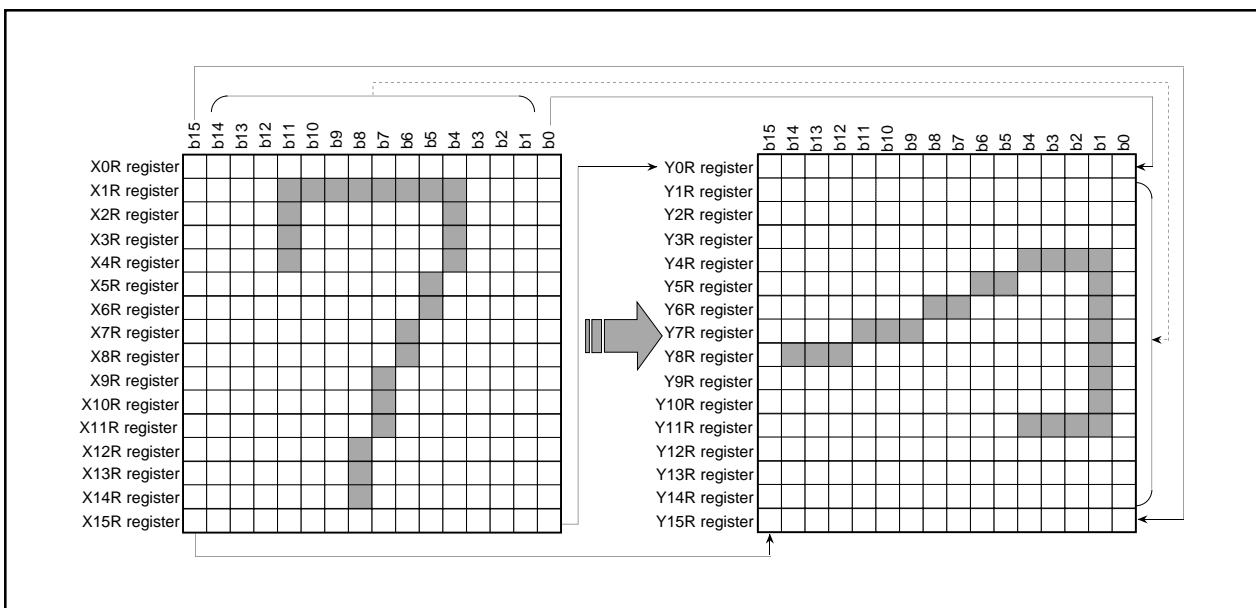 b15 b14 b13 b12 b11 b10 b9 b8 b7 b6 b5 b4 b3 b2 b1 b0
X0R register
X1R register
X2R register
X3R register
X4R register
X5R register
X6R register
X7R register
X8R register
X9R register
X10R register
X11R register
X12R register
X13R register
X14R register
X15R register
b15 b14 b13 b12 b11 b10 b9 b8 b7 b6 b5 b4 b3 b2 b1 b0
Y0R register
Y1R register
Y2R register
Y3R register
Y4R register
Y5R register
Y6R register
Y7R register
Y8R register
Y9R register
Y10R register
Y11R register
Y12R register
Y13R register
Y14R register
Y15R register